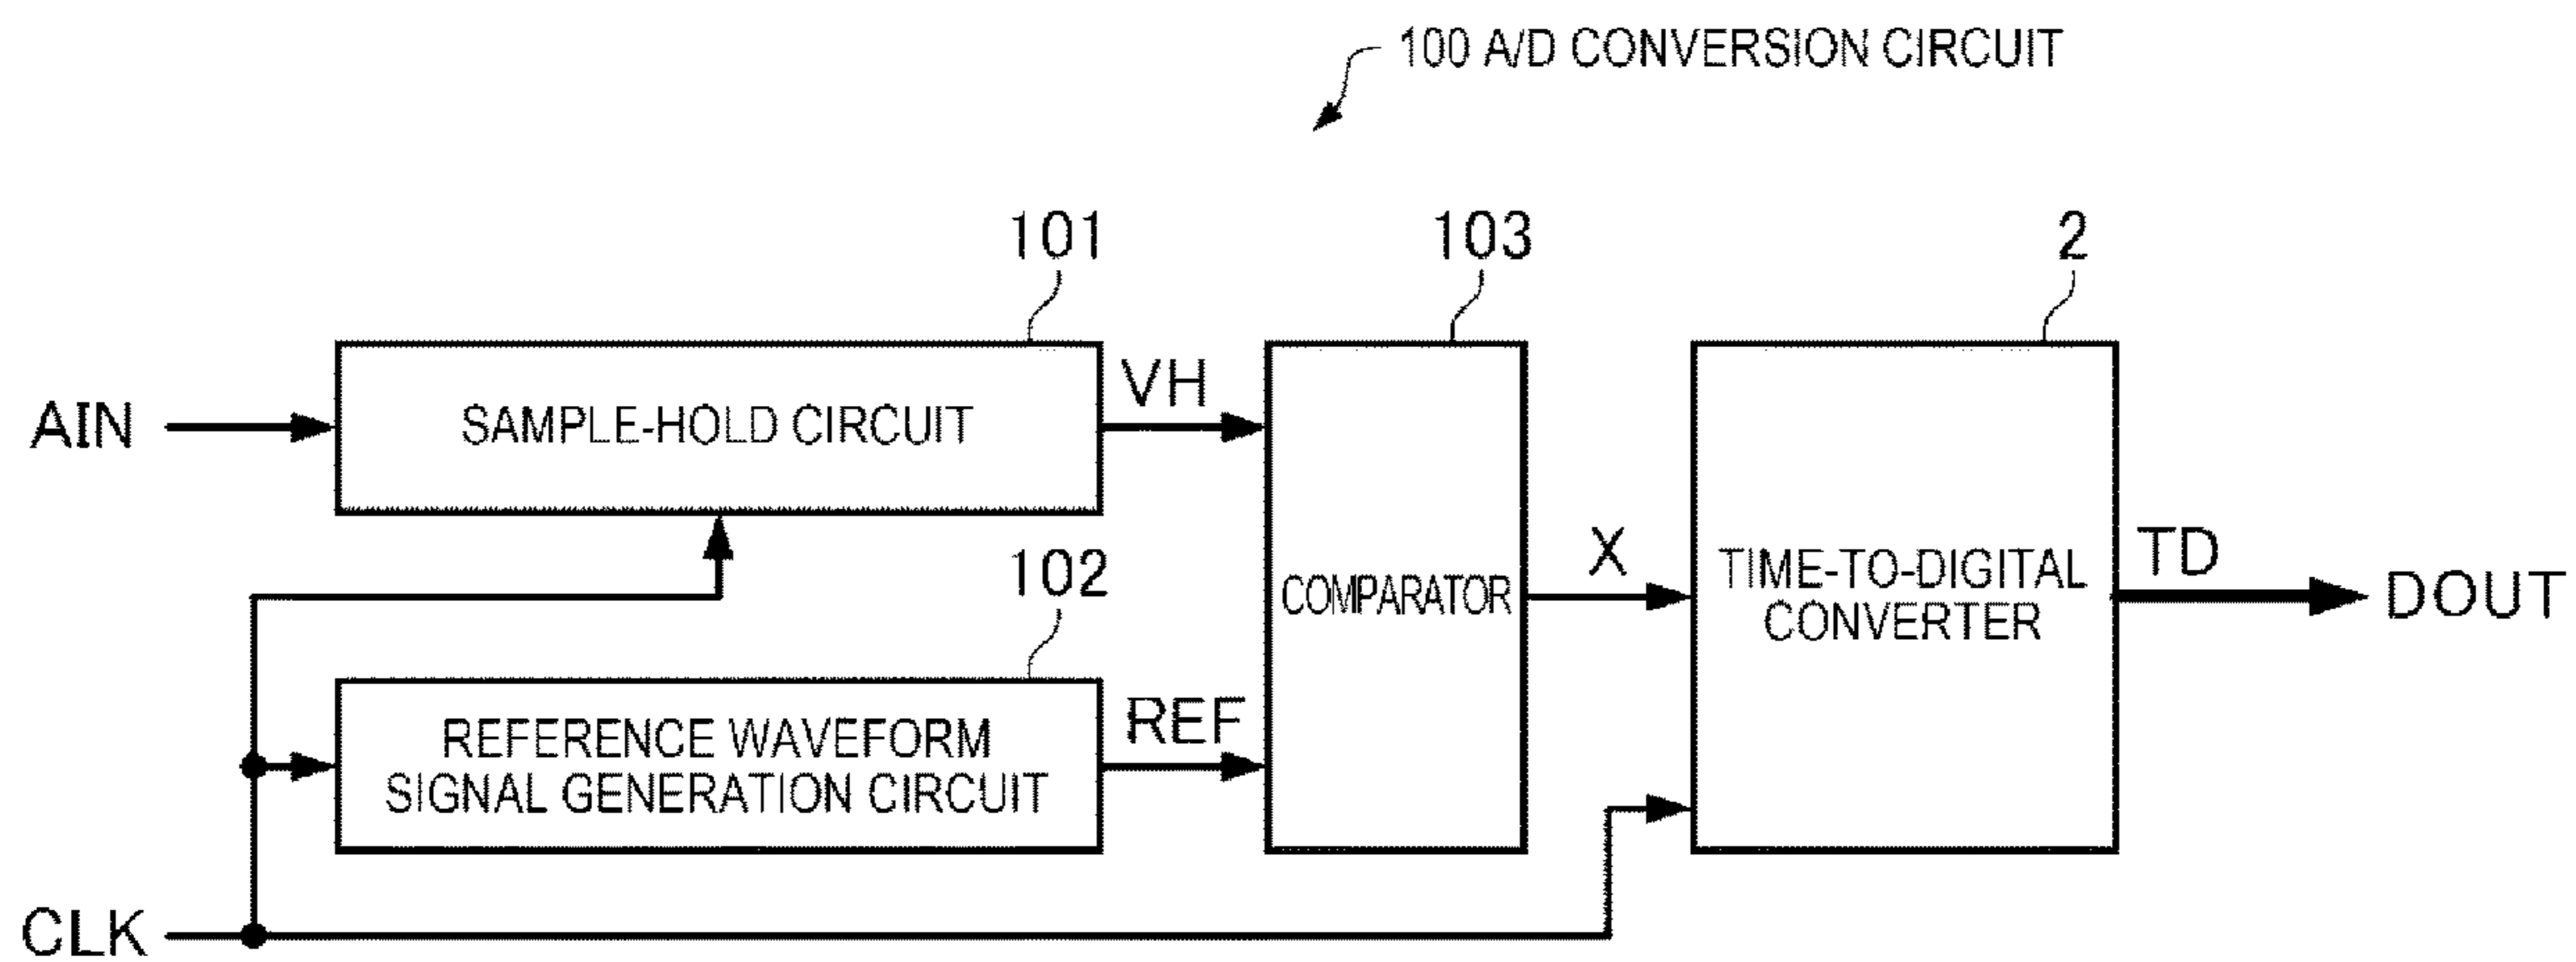 100 A/D CONVERSION CIRCUIT
101
103
2
AIN
SAMPLE-HOLD CIRCUIT
VH
102
COMPARATOR
X
TIME-TO-DIGITAL
CONVERTER
TD
DOUT
REFERENCE WAVEFORM
SIGNAL GENERATION CIRCUIT
REF
CLK